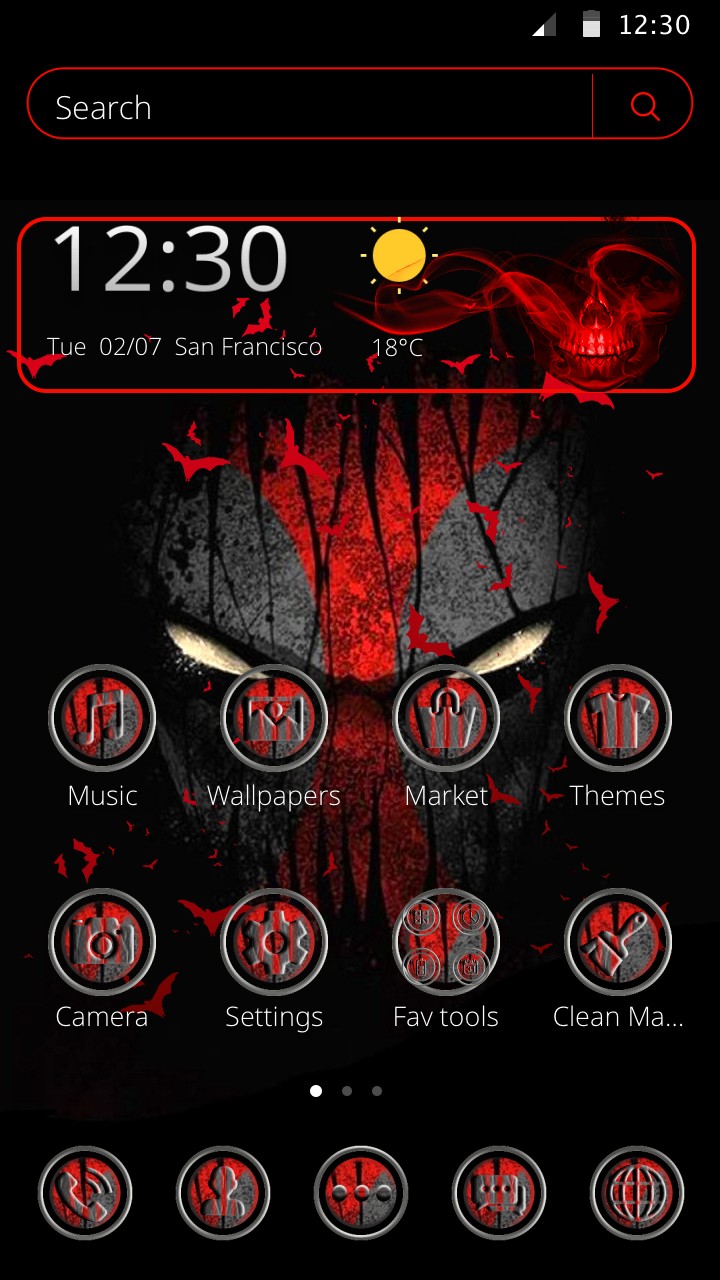 12:30
Search
12:30
Tue 02/07 San Francisco 18°C
Music Wallpapers Market Themes
Camera Settings Fav tools Clean Ma...